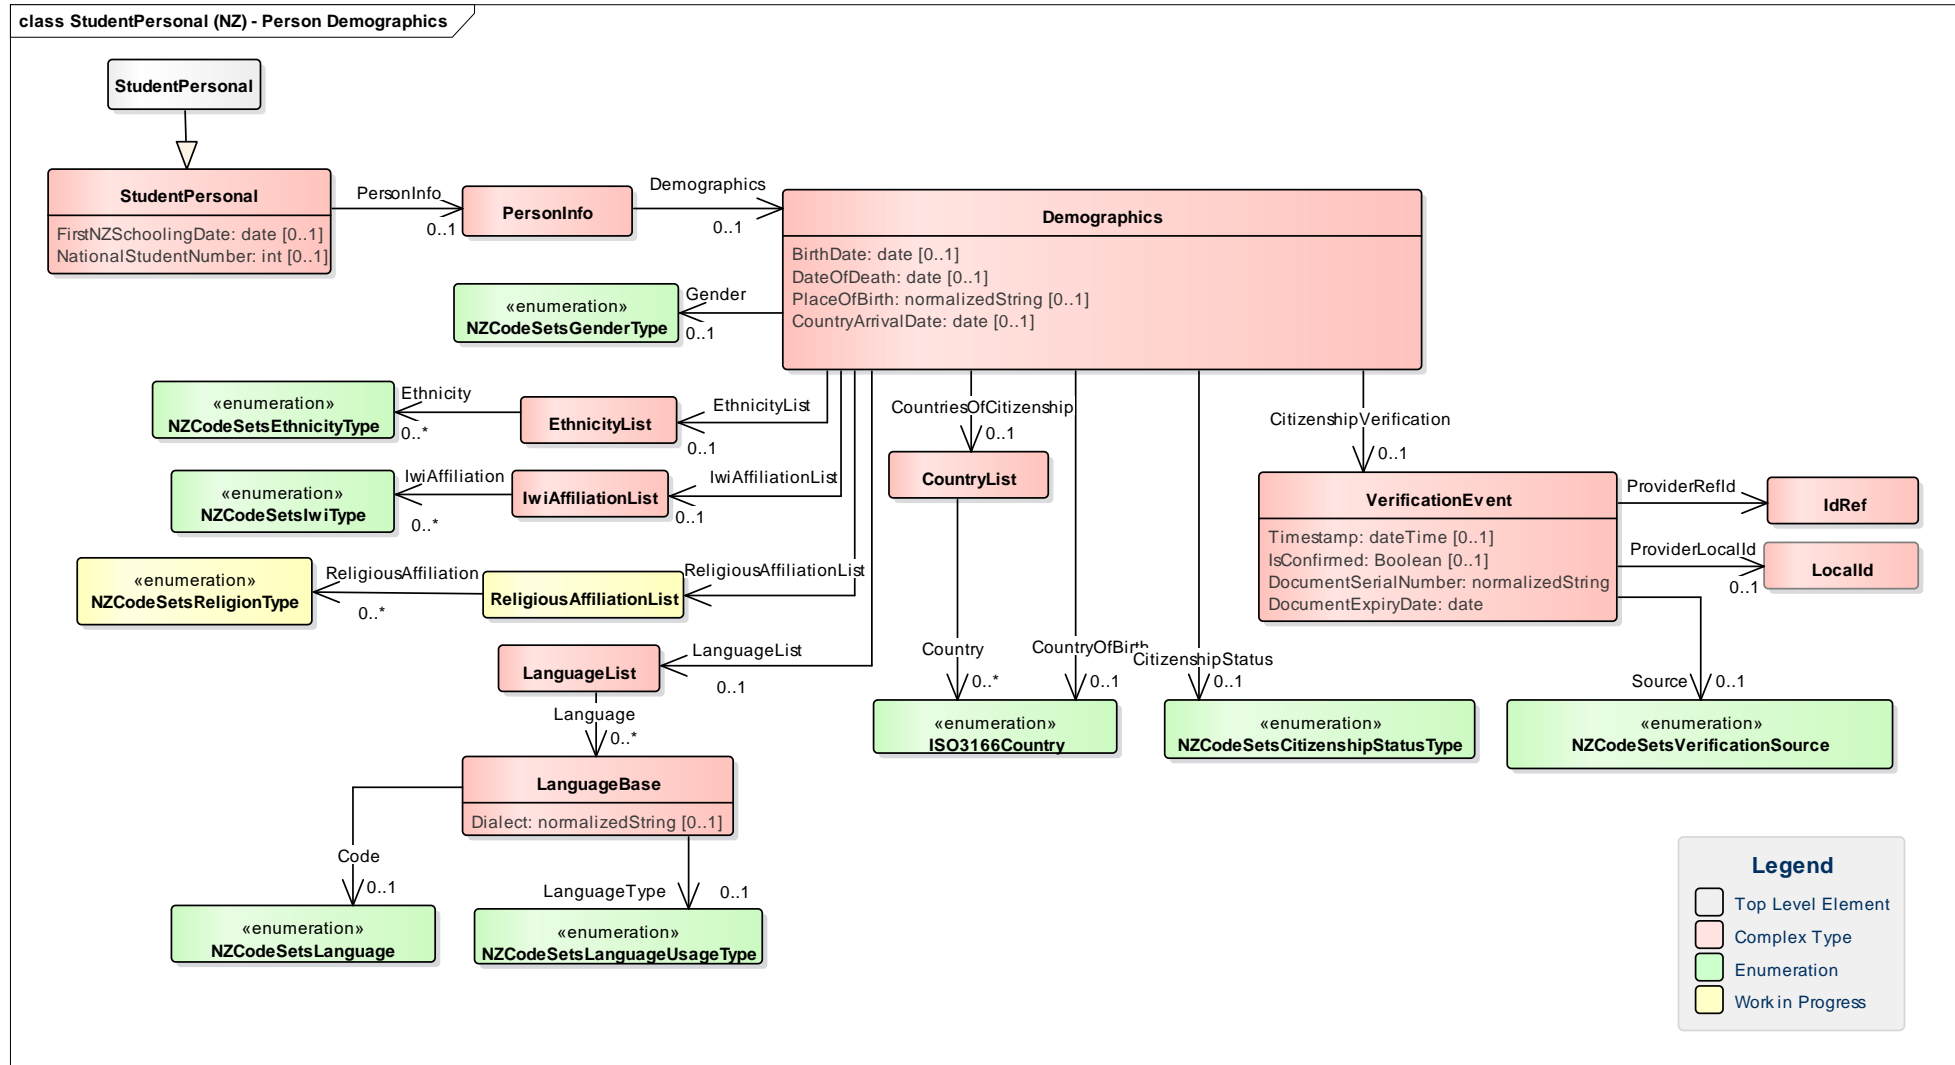 class StudentPersonal (NZ) - Person Demographics
StudentPersonal
StudentPersonal
FirstNZSchoolingDate: date [0..1]
NationalStudentNumber: int [0..1]
PersonInfo
0..1
PersonInfo
Demographics
0..1
Demographics
BirthDate: date [0..1]
DateOfDeath: date [0..1]
PlaceOfBirth: normalizedString [0..1]
CountryArrivalDate: date [0..1]
Gender
0..1
«enumeration»
NZCodeSetsGenderType
«enumeration»
NZCodeSetsEthnicityType
Ethnicity
0..*
EthnicityList
EthnicityList
0..1
«enumeration»
NZCodeSetsIwiType
IwiAffiliation
0..*
IwiAffiliationList
IwiAffiliationList
0..1
«enumeration»
NZCodeSetsReligionType
ReligiousAffiliation
0..*
ReligiousAffiliationList
ReligiousAffiliationList
LanguageList
LanguageList
0..1
Language
0..*
LanguageBase
Dialect: normalizedString [0..1]
Code
0..1
«enumeration»
NZCodeSetsLanguage
LanguageType
0..1
«enumeration»
NZCodeSetsLanguageUsageType
CountriesOfCitizenship
0..1
CountryList
Country
0..*
CountryOfBirth
0..1
«enumeration»
ISO3166Country
CitizenshipStatus
0..1
«enumeration»
NZCodeSetsCitizenshipStatusType
CitizenshipVerification
0..1
VerificationEvent
Timestamp: dateTime [0..1]
IsConfirmed: Boolean [0..1]
DocumentSerialNumber: normalizedString
DocumentExpiryDate: date
ProviderRefId
IdRef
ProviderLocalId
0..1
LocalId
Source
0..1
«enumeration»
NZCodeSetsVerificationSource
Legend
Top Level Element
Complex Type
Enumeration
Work in Progress